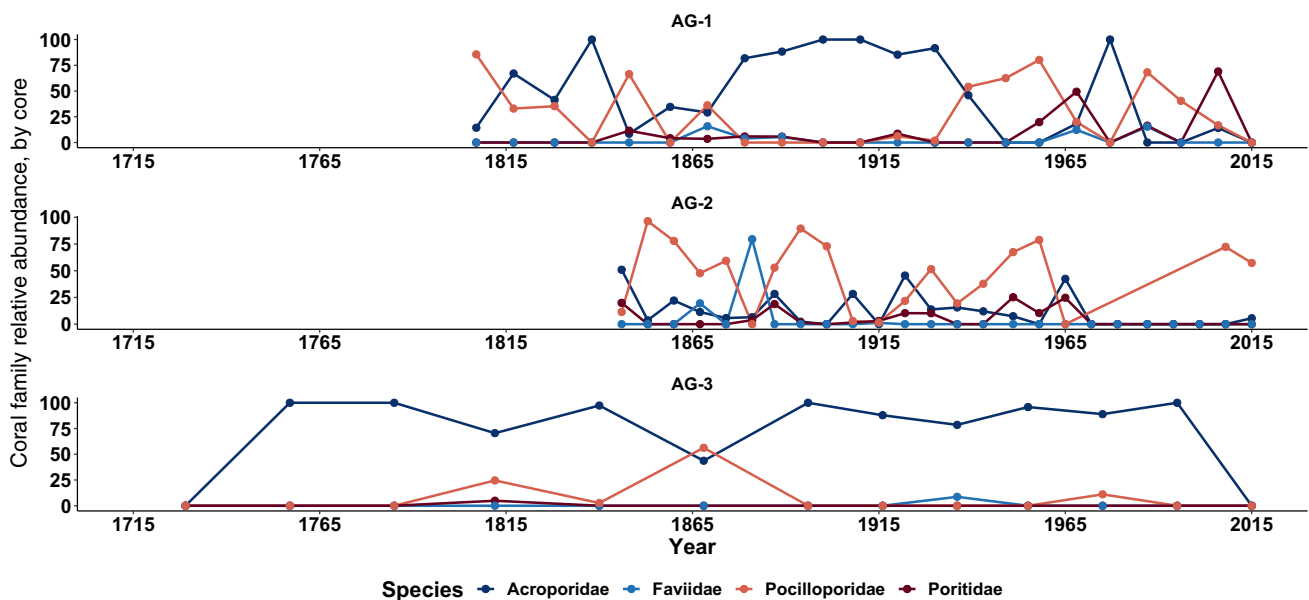 AG-1
100
75
50
25
0
1715 1765 1815 1865 1915 1965 2015
AG-2
100
75
50
25
0
1715 1765 1815 1865 1915 1965 2015
AG-3
100
75
50
25
0
1715 1765 1815 1865 1915 1965 2015
Coral family relative abundance, by core
Year
Species Acroporidae Faviidae Pocilloporidae Poritidae